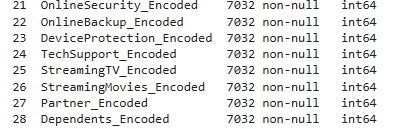 21 OnlineSecurity_Encoded 7032 non-null int64
22 OnlineBackup_Encoded 7032 non-null int64
23 DeviceProtection_Encoded 7032 non-null int64
24 TechSupport_Encoded 7032 non-null int64
25 StreamingTV_Encoded 7032 non-null int64
26 StreamingMovies_Encoded 7032 non-null int64
27 Partner_Encoded 7032 non-null int64
28 Dependents_Encoded 7032 non-null int64